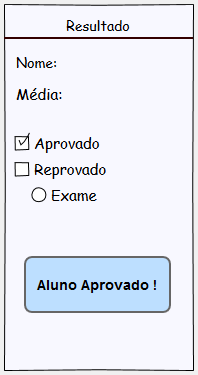 Resultado
Nome:
Média:
Aprovado
Reprovado
Exame
Aluno Aprovado !